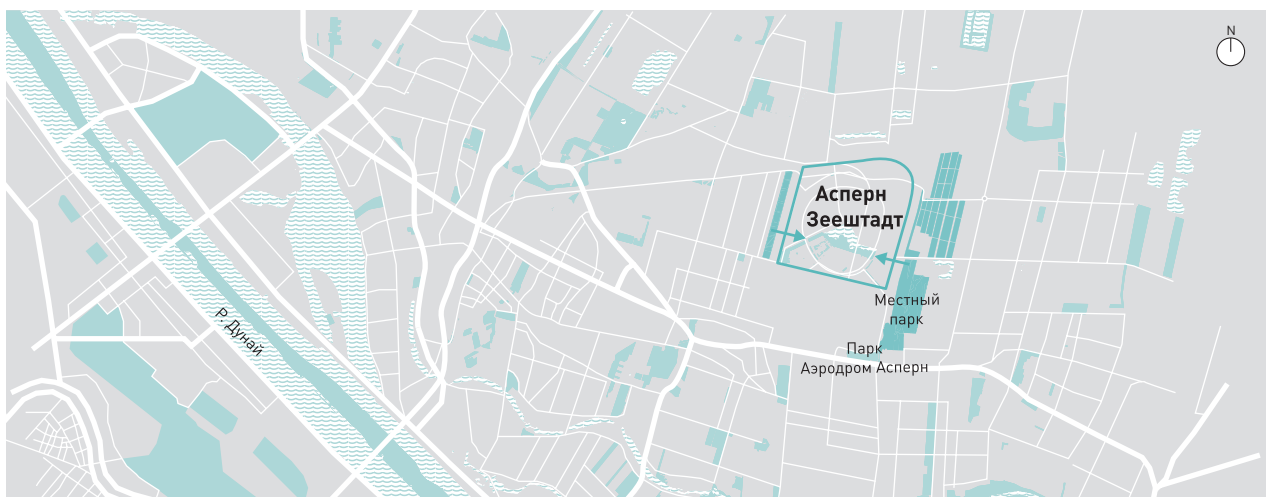 N
Асперн
Зеештадт
Местный
парк
Р. Дунай
Парк
Аэродром Асперн